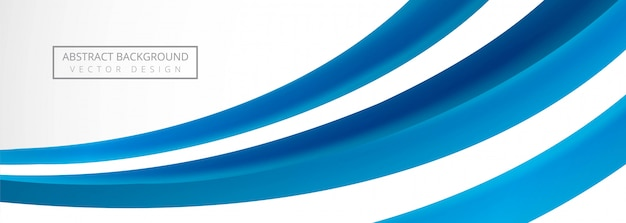 ABSTRACT BACKGROUND
VECTOR DESIGN